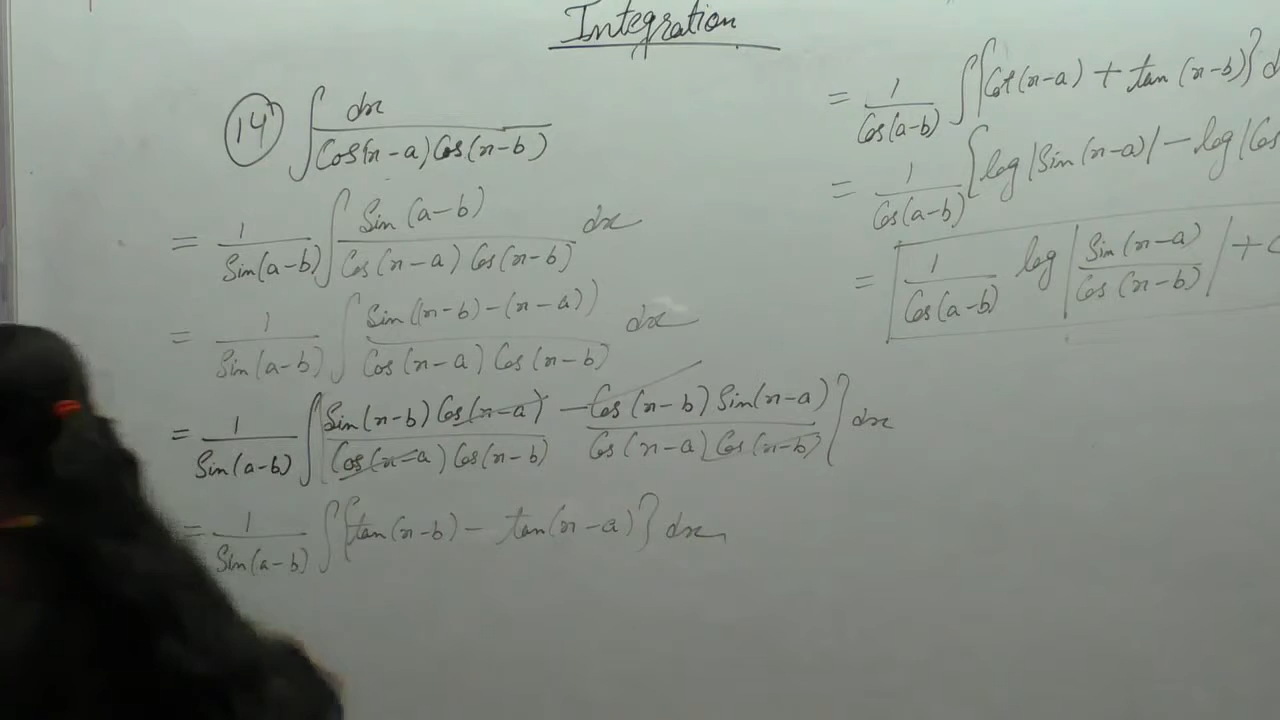 Integration
14 ∫ dx / Cos(x-a) Cos(x-b)
= 1/Sin(a-b) ∫ Sin(a-b) / Cos(x-a) Cos(x-b) dx
= 1/Sin(a-b) ∫ Sin((x-b)-(x-a)) / Cos(x-a) Cos(x-b) dx
= 1/Sin(a-b) ∫ { Sin(x-b) Cos(x-a) / Cos(x-a) Cos(x-b) - Cos(x-b) Sin(x-a) / Cos(x-a) Cos(x-b) } dx
= 1/Sin(a-b) ∫ {tan(x-b) - tan(x-a)} dx
= 1/Cos(a-b) ∫ {Cot(x-a) + tan(x-b)} d
= 1/Cos(a-b) { log|Sin(x-a)| - log|Cos
= 1/Cos(a-b) log| Sin(x-a) / Cos(x-b) | + C